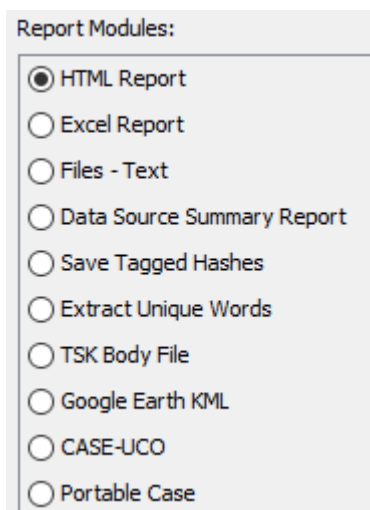 Report Modules:
HTML Report
Excel Report
Files - Text
Data Source Summary Report
Save Tagged Hashes
Extract Unique Words
TSK Body File
Google Earth KML
CASE-UCO
Portable Case